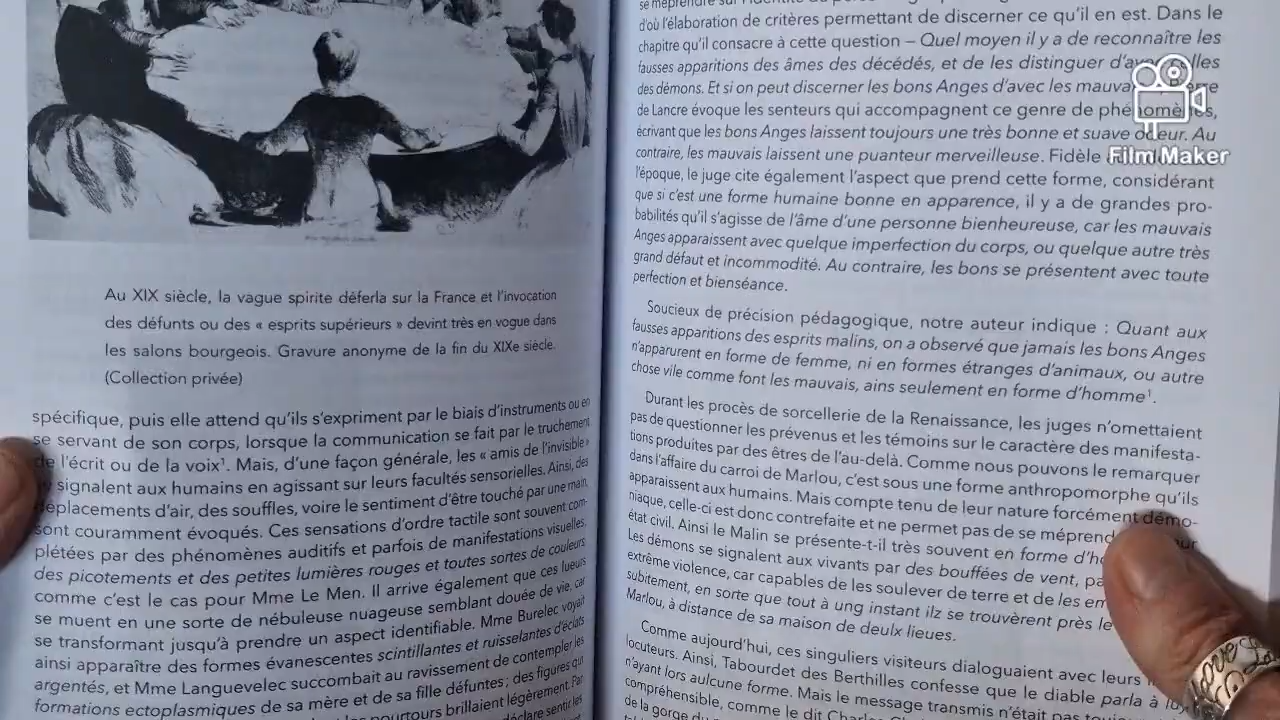 Au XIX siècle, la vague spirite déferla sur la France et l'invocation
des défunts ou des « esprits supérieurs » devint très en vogue dans
les salons bourgeois. Gravure anonyme de la fin du XIXe siècle.
(Collection privée)
spécifique, puis elle attend qu'ils s'expriment par le biais d'instruments ou en
se servant de son corps, lorsque la communication se fait par le truchement
de l'écrit ou de la voix¹. Mais, d'une façon générale, les « amis de l'invisible »
signalent aux humains en agissant sur leurs facultés sensorielles. Ainsi, des
déplacements d'air, des souffles, voire le sentiment d'être touché par une main,
sont couramment évoqués. Ces sensations d'ordre tactile sont souvent com-
plétées par des phénomènes auditifs et parfois de manifestations visuelles,
des picotements et des petites lumières rouges et toutes sortes de couleurs
comme c'est le cas pour Mme Le Men. Il arrive également que ces lueurs
se muent en une sorte de nébuleuse nuageuse semblant douée de vie, car
se transformant jusqu'à prendre un aspect identifiable. Mme Burelec voyait
ainsi apparaître des formes évanescentes scintillantes et ruisselantes d'éclats
argentés, et Mme Languevelec succombait au ravissement de contempler les
formations ectoplasmiques de sa mère et de sa fille défuntes ; des figures qui
pourtours brillaient légèrement. Par
déclare sentir les
d'où l'élaboration de critères permettant de discerner ce qu'il en est. Dans le
chapitre qu'il consacre à cette question – Quel moyen il y a de reconnaître les
fausses apparitions des âmes des décédés, et de les distinguer d'avec celles
des démons. Et si on peut discerner les bons Anges d'avec les mauvais
de Lancre évoque les senteurs qui accompagnent ce genre de phénomènes,
écrivant que les bons Anges laissent toujours une très bonne et suave odeur. Au
contraire, les mauvais laissent une puanteur merveilleuse. Fidèle
l'époque, le juge cite également l'aspect que prend cette forme, considérant
que si c'est une forme humaine bonne en apparence, il y a de grandes pro-
babilités qu'il s'agisse de l'âme d'une personne bienheureuse, car les mauvais
Anges apparaissent avec quelque imperfection du corps, ou quelque autre très
grand défaut et incommodité. Au contraire, les bons se présentent avec toute
perfection et bienséance.
Soucieux de précision pédagogique, notre auteur indique : Quant aux
fausses apparitions des esprits malins, on a observé que jamais les bons Anges
n'apparurent en forme de femme, ni en formes étranges d'animaux, ou autre
chose vile comme font les mauvais, ains seulement en forme d'homme¹.
Durant les procès de sorcellerie de la Renaissance, les juges n'omettaient
pas de questionner les prévenus et les témoins sur le caractère des manifesta-
tions produites par des êtres de l'au-delà. Comme nous pouvons le remarquer
dans l'affaire du carroi de Marlou, c'est sous une forme anthropomorphe qu'ils
apparaissent aux humains. Mais compte tenu de leur nature forcément démo-
niaque, celle-ci est donc contrefaite et ne permet pas de se méprendre sur
état civil. Ainsi le Malin se présente-t-il très souvent en forme d'ho
Les démons se signalent aux vivants par des bouffées de vent, pa
extrême violence, car capables de les soulever de terre et de les em
subitement, en sorte que tout à ung instant ilz se trouvèrent près le
Marlou, à distance de sa maison de deulx lieues.
Comme aujourd'hui, ces singuliers visiteurs dialoguaient avec leurs
locuteurs. Ainsi, Tabourdet des Berthilles confesse que le diable parla à luy
n'ayant lors aulcune forme. Mais le message transmis n'était pas
compréhensible, comme le dit
de la gorge du
Film Maker
Love